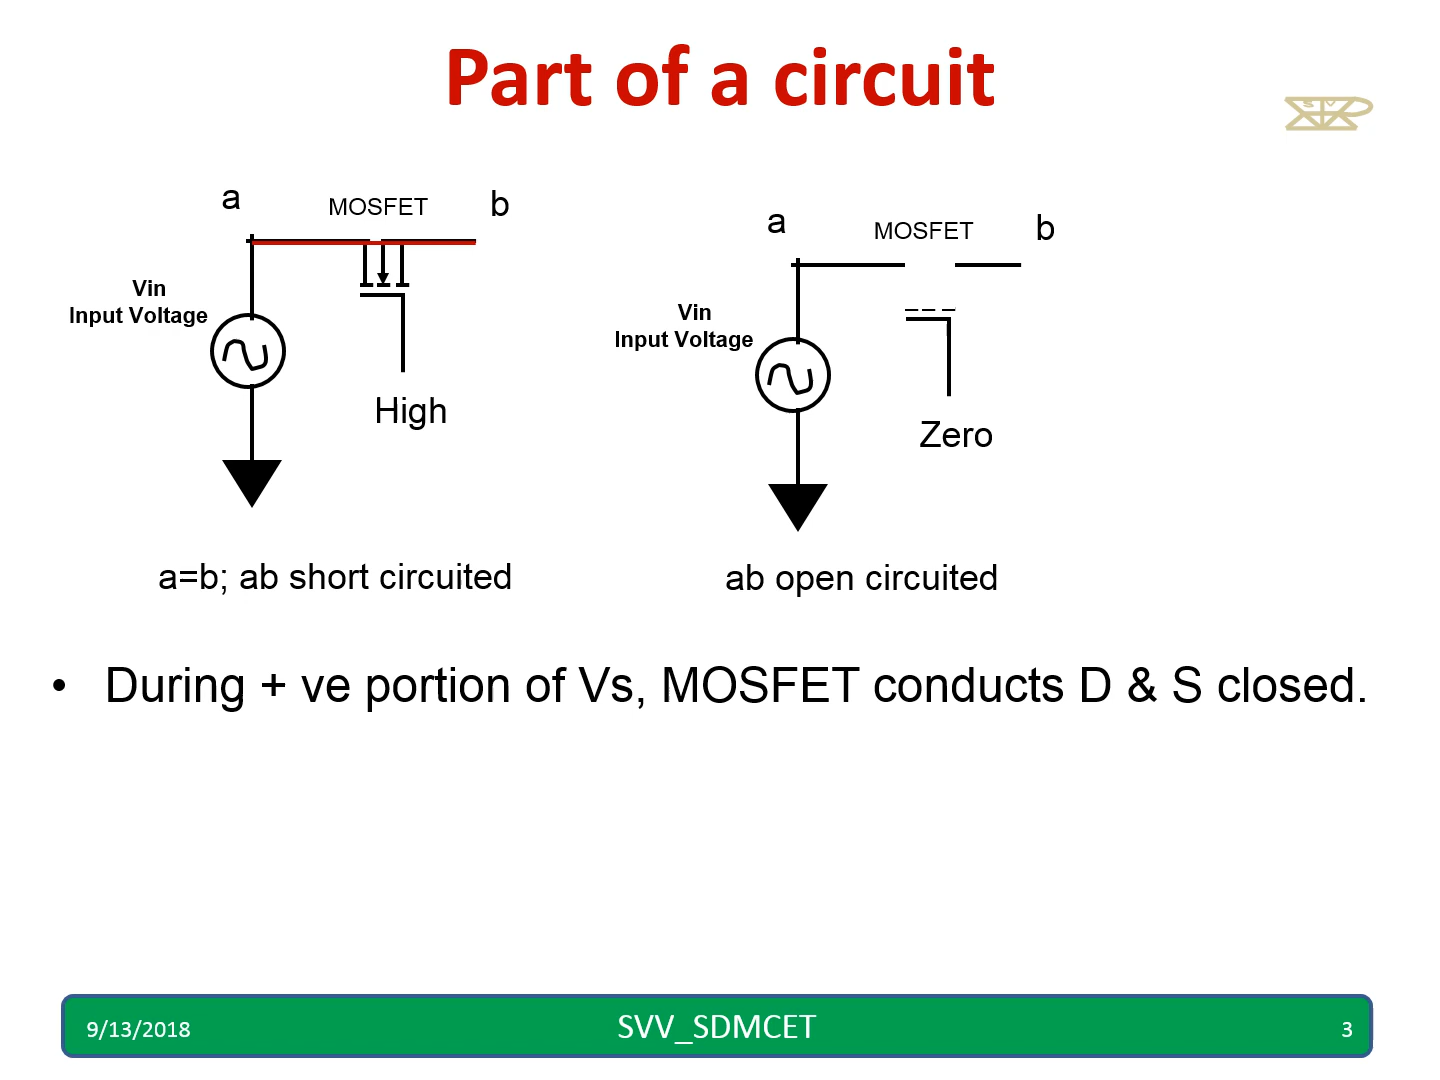 Part of a circuit
a
MOSFET
b
Vin
Input Voltage
High
a=b; ab short circuited
a
MOSFET
b
Vin
Input Voltage
Zero
ab open circuited
• During + ve portion of Vs, MOSFET conducts D & S closed.
9/13/2018
SVV_SDMCET
3